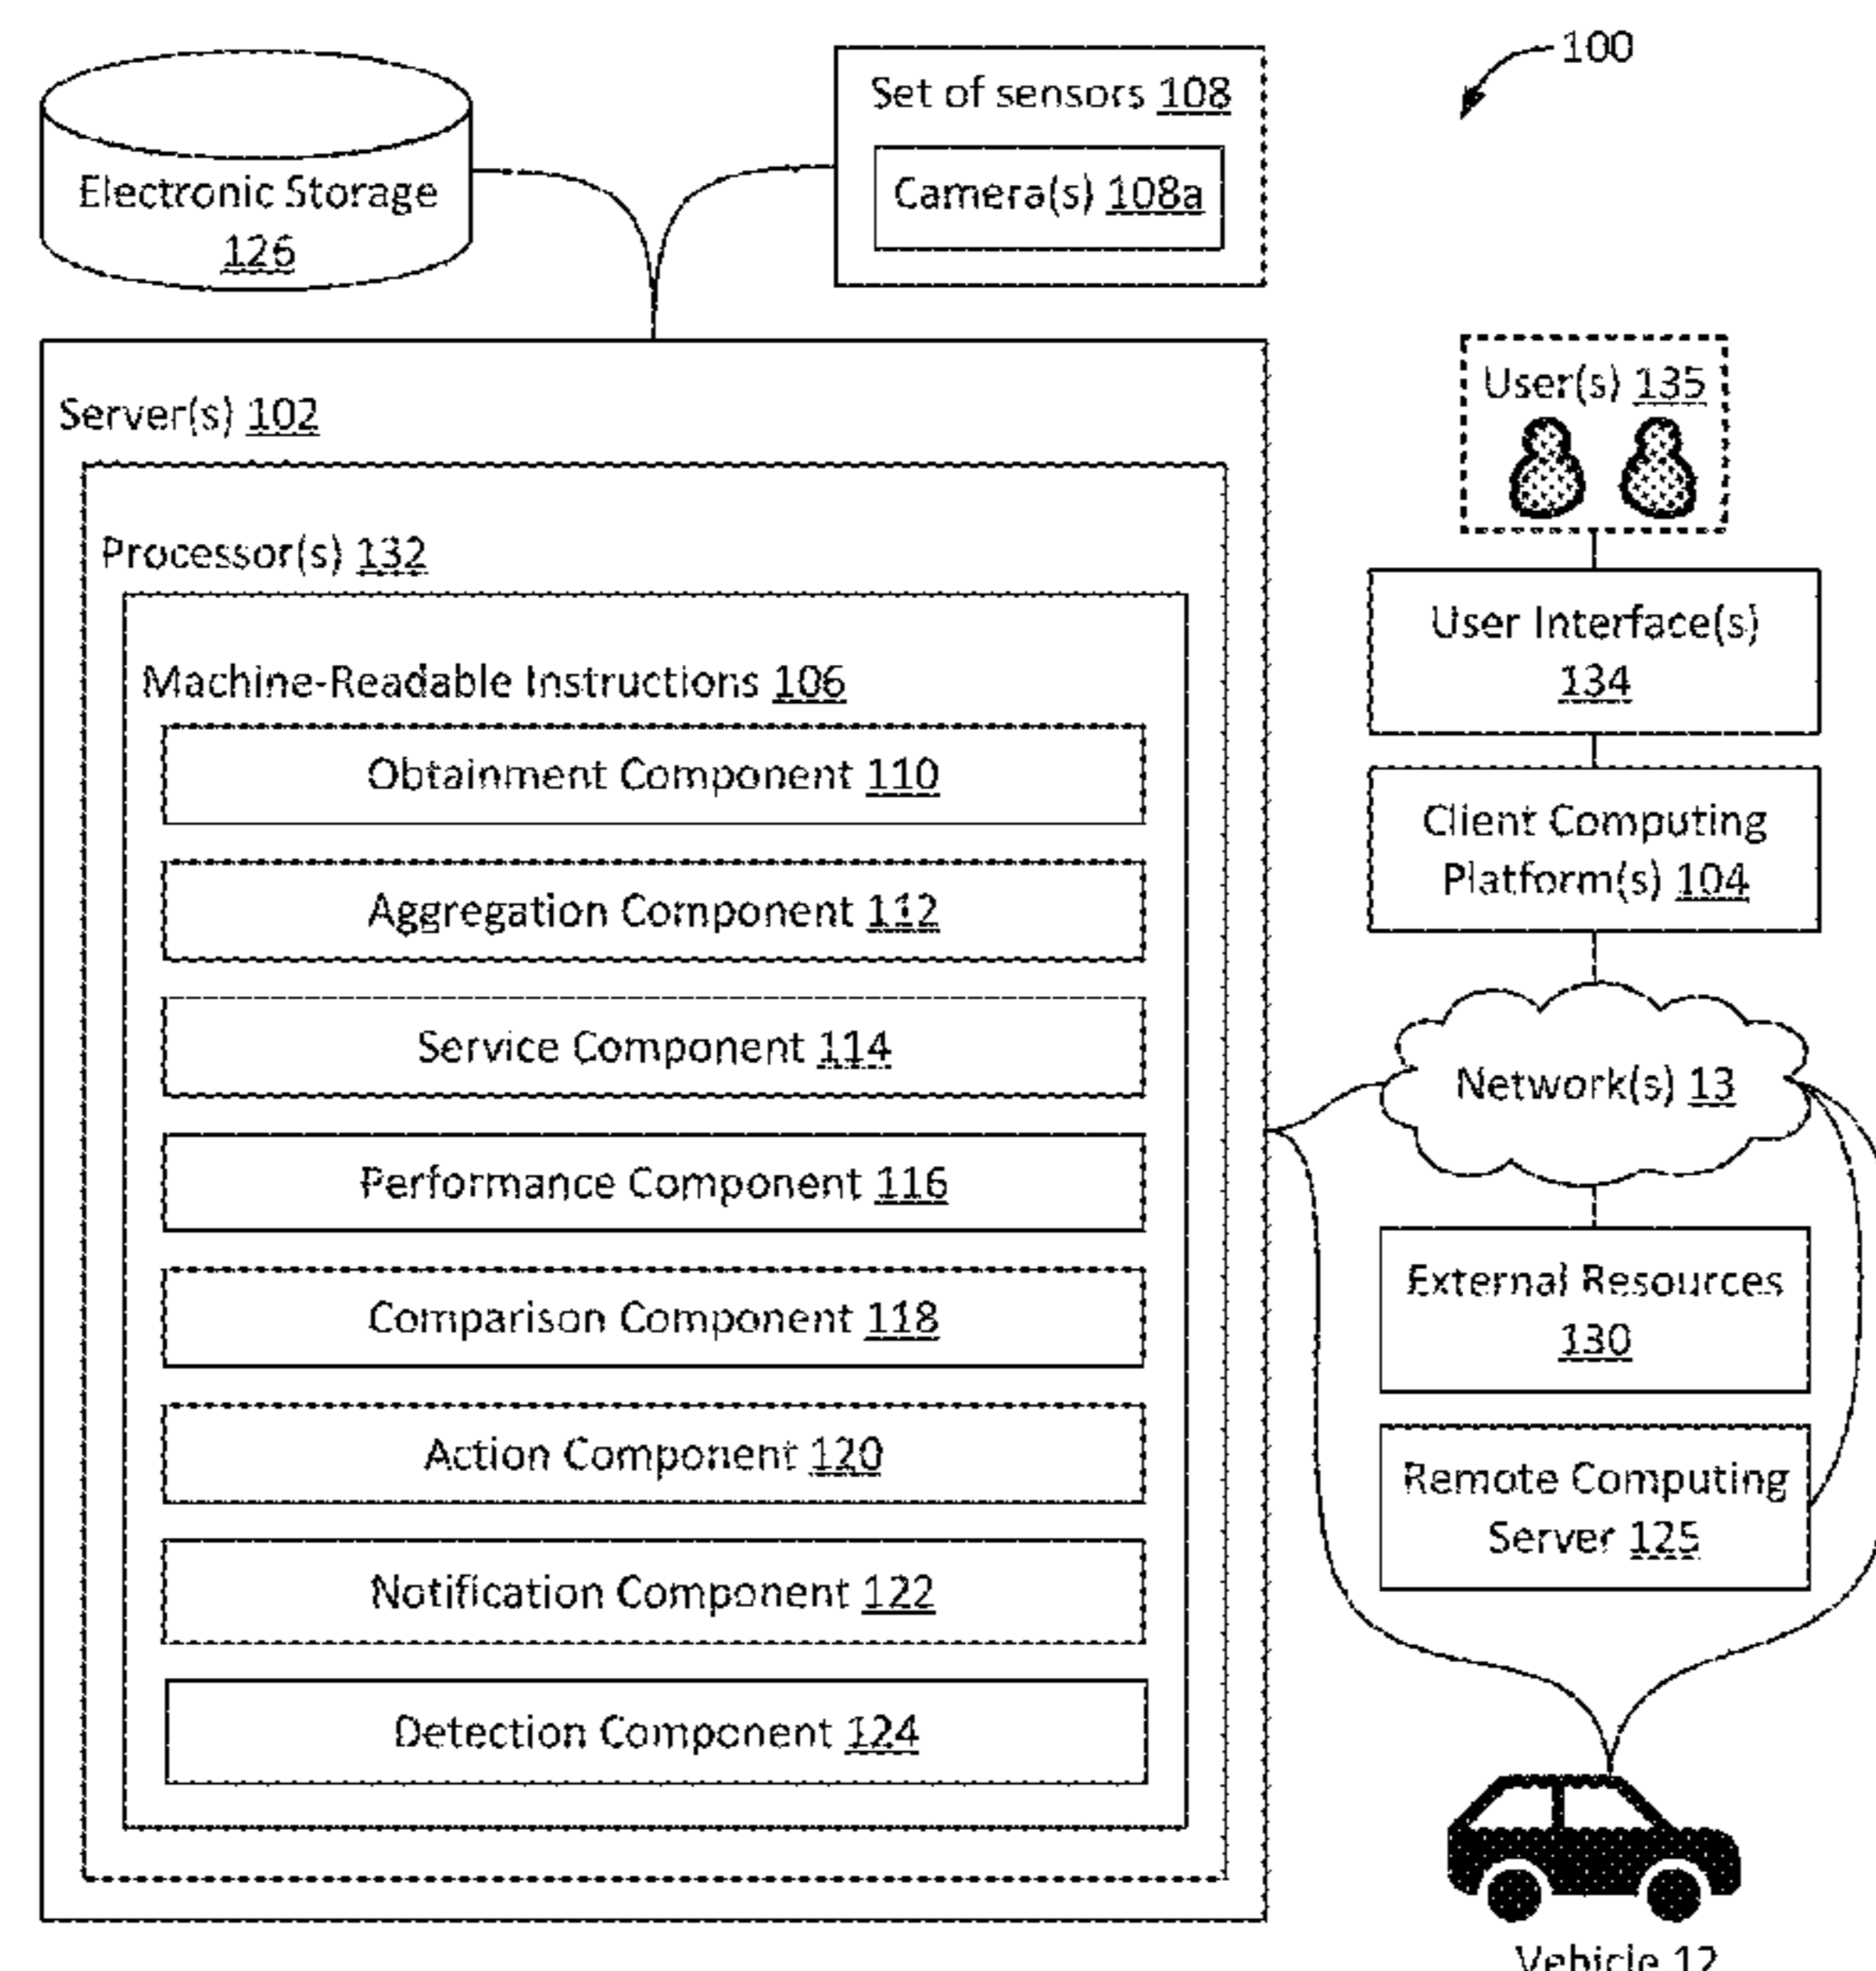 100
Electronic Storage
126
Set of sensors 108
Camera(s) 108a
Server(s) 102
Processor(s) 132
Machine-Readable Instructions 106
Obtainment Component 110
Aggregation Component 112
Service Component 114
Performance Component 116
Comparison Component 118
Action Component 120
Notification Component 122
Detection Component 124
User(s) 135
User Interface(s)
134
Client Computing
Platform(s) 104
Network(s) 13
External Resources
130
Remote Computing
Server 125
Vehicle 12